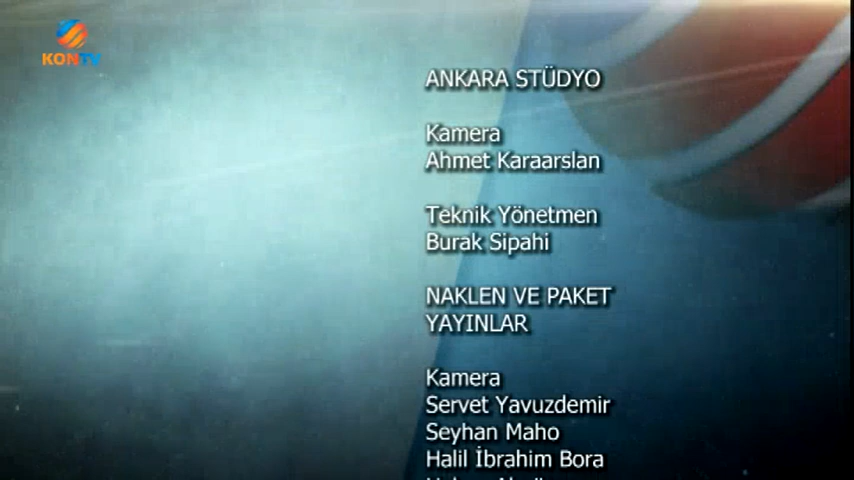 KONTV
ANKARA STÜDYO
Kamera
Ahmet Karaarslan
Teknik Yönetmen
Burak Sipahi
NAKLEN VE PAKET
YAYINLAR
Kamera
Servet Yavuzdemir
Seyhan Maho
Halil İbrahim Bora